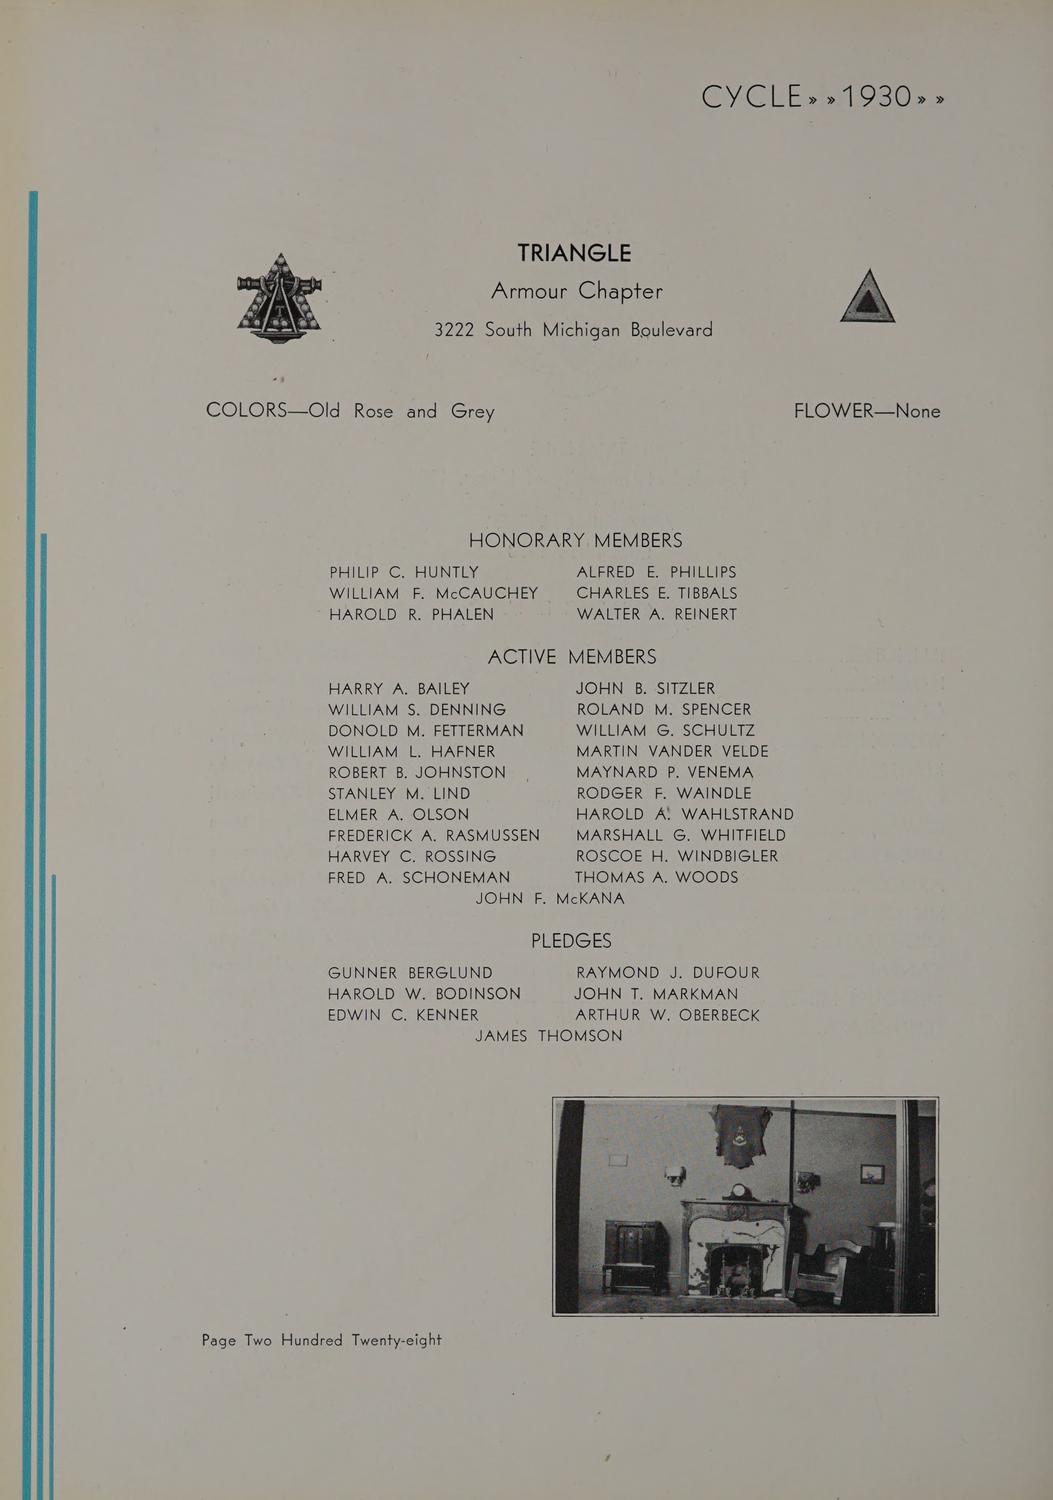 CYCLE» »1930» »
TRIANGLE
Armour Chapter
3222 South Michigan Boulevard
COLORS—Old Rose and Grey
FLOWER—None
HONORARY MEMBERS
PHILIP C. HUNTLY
WILLIAM F. McCAUCHEY
HAROLD R. PHALEN
ALFRED E. PHILLIPS
CHARLES E. TIBBALS
WALTER A. REINERT
ACTIVE MEMBERS
HARRY A. BAILEY
WILLIAM S. DENNING
DONOLD M. FETTERMAN
WILLIAM L. HAFNER
ROBERT B. JOHNSTON
STANLEY M. LIND
ELMER A. OLSON
FREDERICK A. RASMUSSEN
HARVEY C. ROSSING
FRED A. SCHONEMAN
JOHN B. SITZLER
ROLAND M. SPENCER
WILLIAM G. SCHULTZ
MARTIN VANDER VELDE
MAYNARD P. VENEMA
RODGER F. WAINDLE
HAROLD A. WAHLSTRAND
MARSHALL G. WHITFIELD
ROSCOE H. WINDBIGLER
THOMAS A. WOODS
JOHN F. McKANA
PLEDGES
GUNNER BERGLUND
HAROLD W. BODINSON
EDWIN C. KENNER
RAYMOND J. DUFOUR
JOHN T. MARKMAN
ARTHUR W. OBERBECK
JAMES THOMSON
Page Two Hundred Twenty-eight